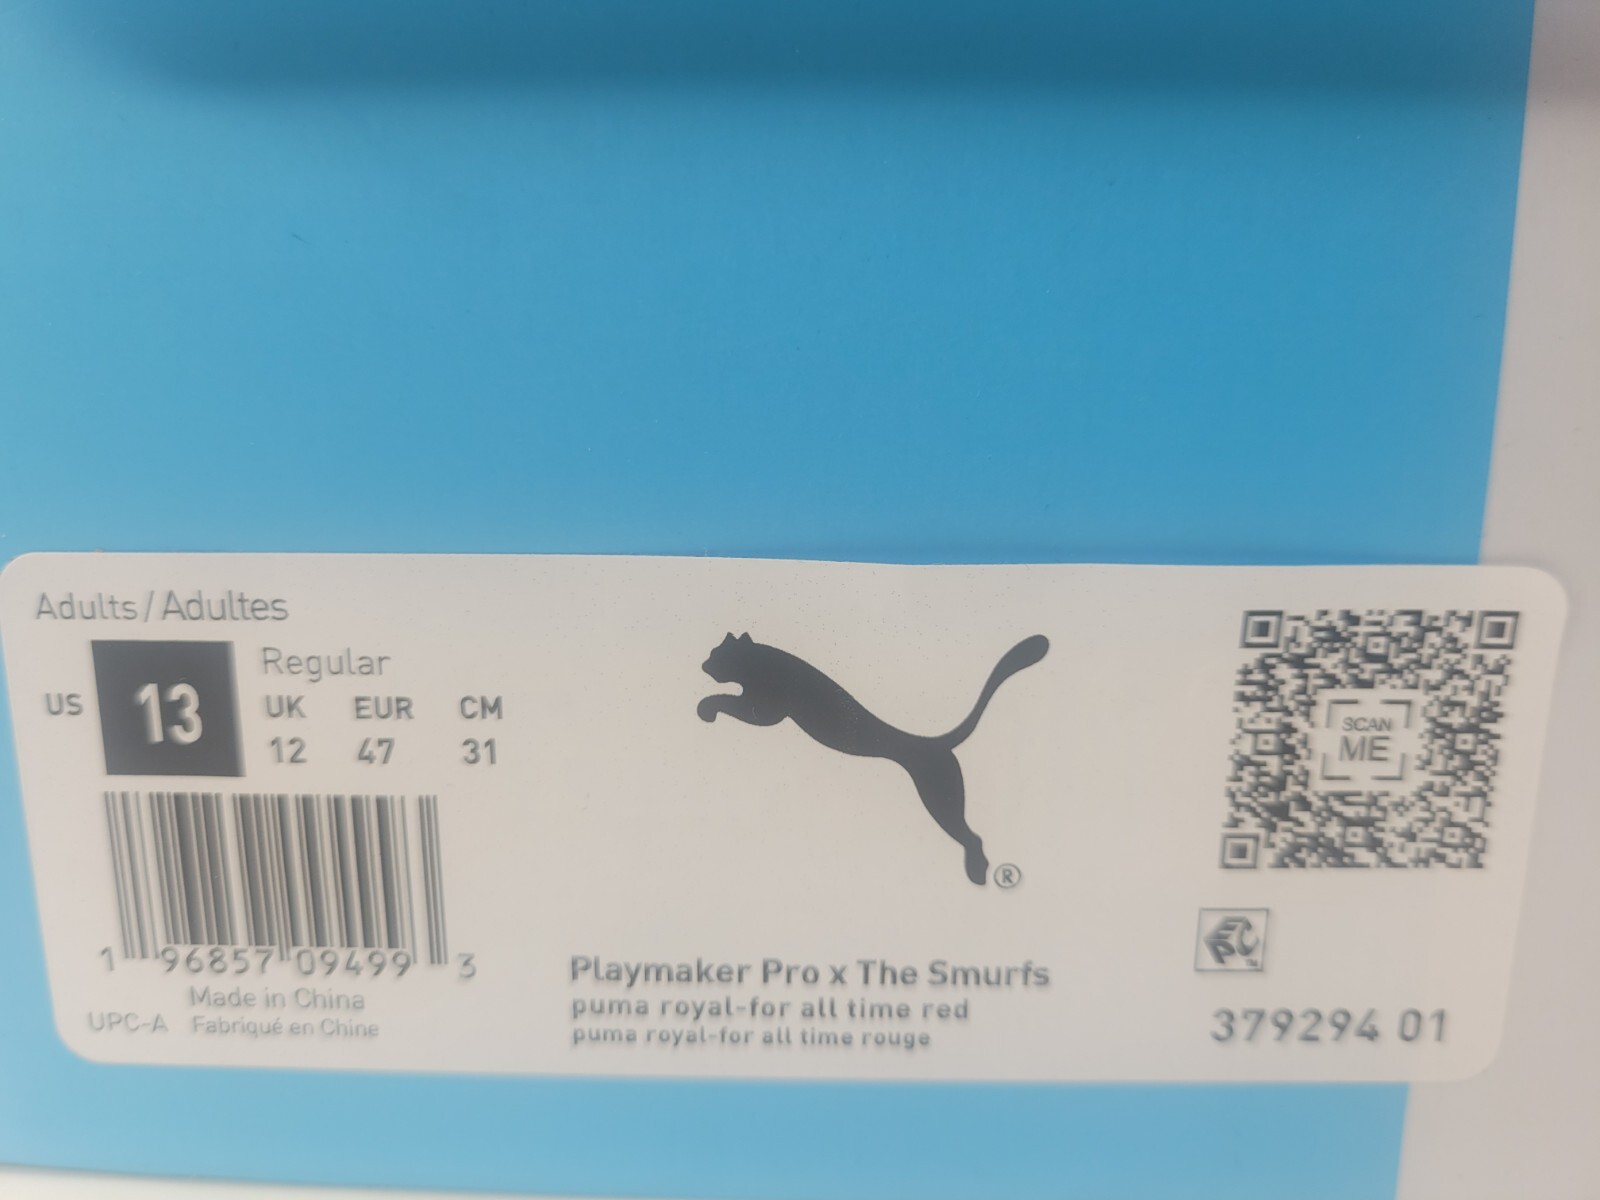 Adults/Adultes
US 13
Regular
UK EUR CM
12 47 31
1 96857 09499 3
Made in China
UPC-A Fabriqué en Chine
®
Playmaker Pro x The Smurfs
puma royal-for all time red
puma royal-for all time rouge
SCAN
ME
EPC
379294 01